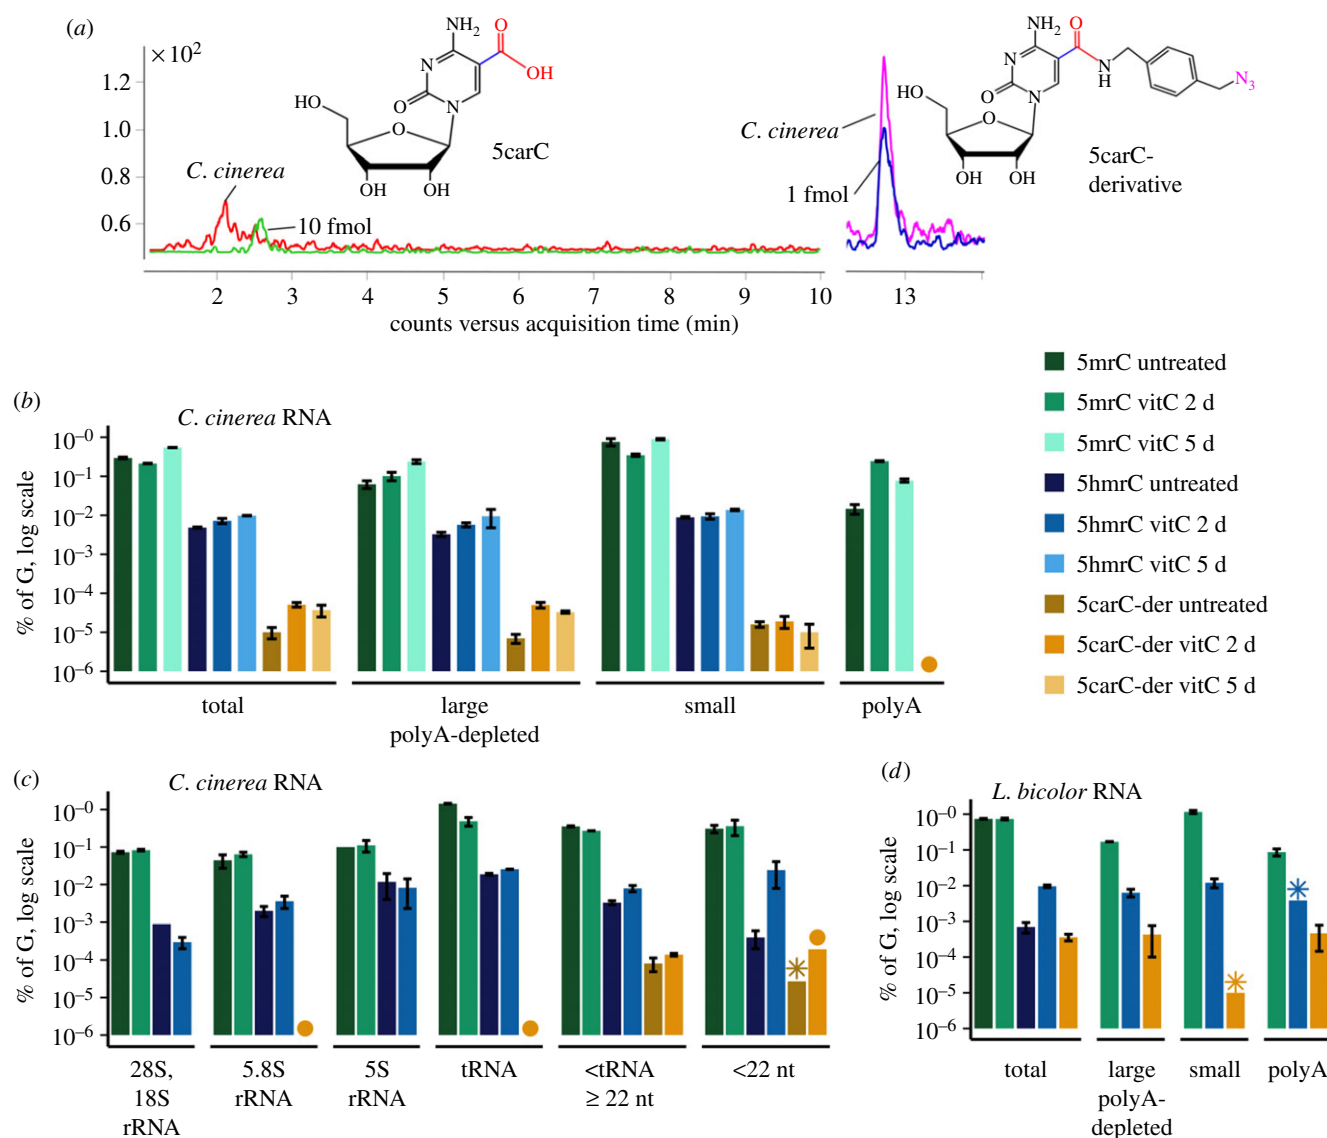 (a)
×10²
1.2
1.0
0.8
0.6
C. cinerea
10 fmol
NH₂
O
OH
N
O
N
HO
O
OH
OH
5carC
C. cinerea
1 fmol
NH₂
O
N
N
H
N₃
O
N
HO
O
OH
OH
5carC-
derivative
2 3 4 5 6 7 8 9 10 13
counts versus acquisition time (min)
5mrC untreated
5mrC vitC 2 d
5mrC vitC 5 d
5hmrC untreated
5hmrC vitC 2 d
5hmrC vitC 5 d
5carC-der untreated
5carC-der vitC 2 d
5carC-der vitC 5 d
(b)
C. cinerea RNA
% of G, log scale
10⁻⁰
10⁻¹
10⁻²
10⁻³
10⁻⁴
10⁻⁵
10⁻⁶
total
large
polyA-depleted
small
polyA
(c)
C. cinerea RNA
% of G, log scale
10⁻⁰
10⁻¹
10⁻²
10⁻³
10⁻⁴
10⁻⁵
10⁻⁶
28S,
18S
rRNA
5.8S
rRNA
5S
rRNA
tRNA
<tRNA
≥ 22 nt
<22 nt
(d)
L. bicolor RNA
% of G, log scale
10⁻⁰
10⁻¹
10⁻²
10⁻³
10⁻⁴
10⁻⁵
10⁻⁶
total
large
polyA-
depleted
small
polyA